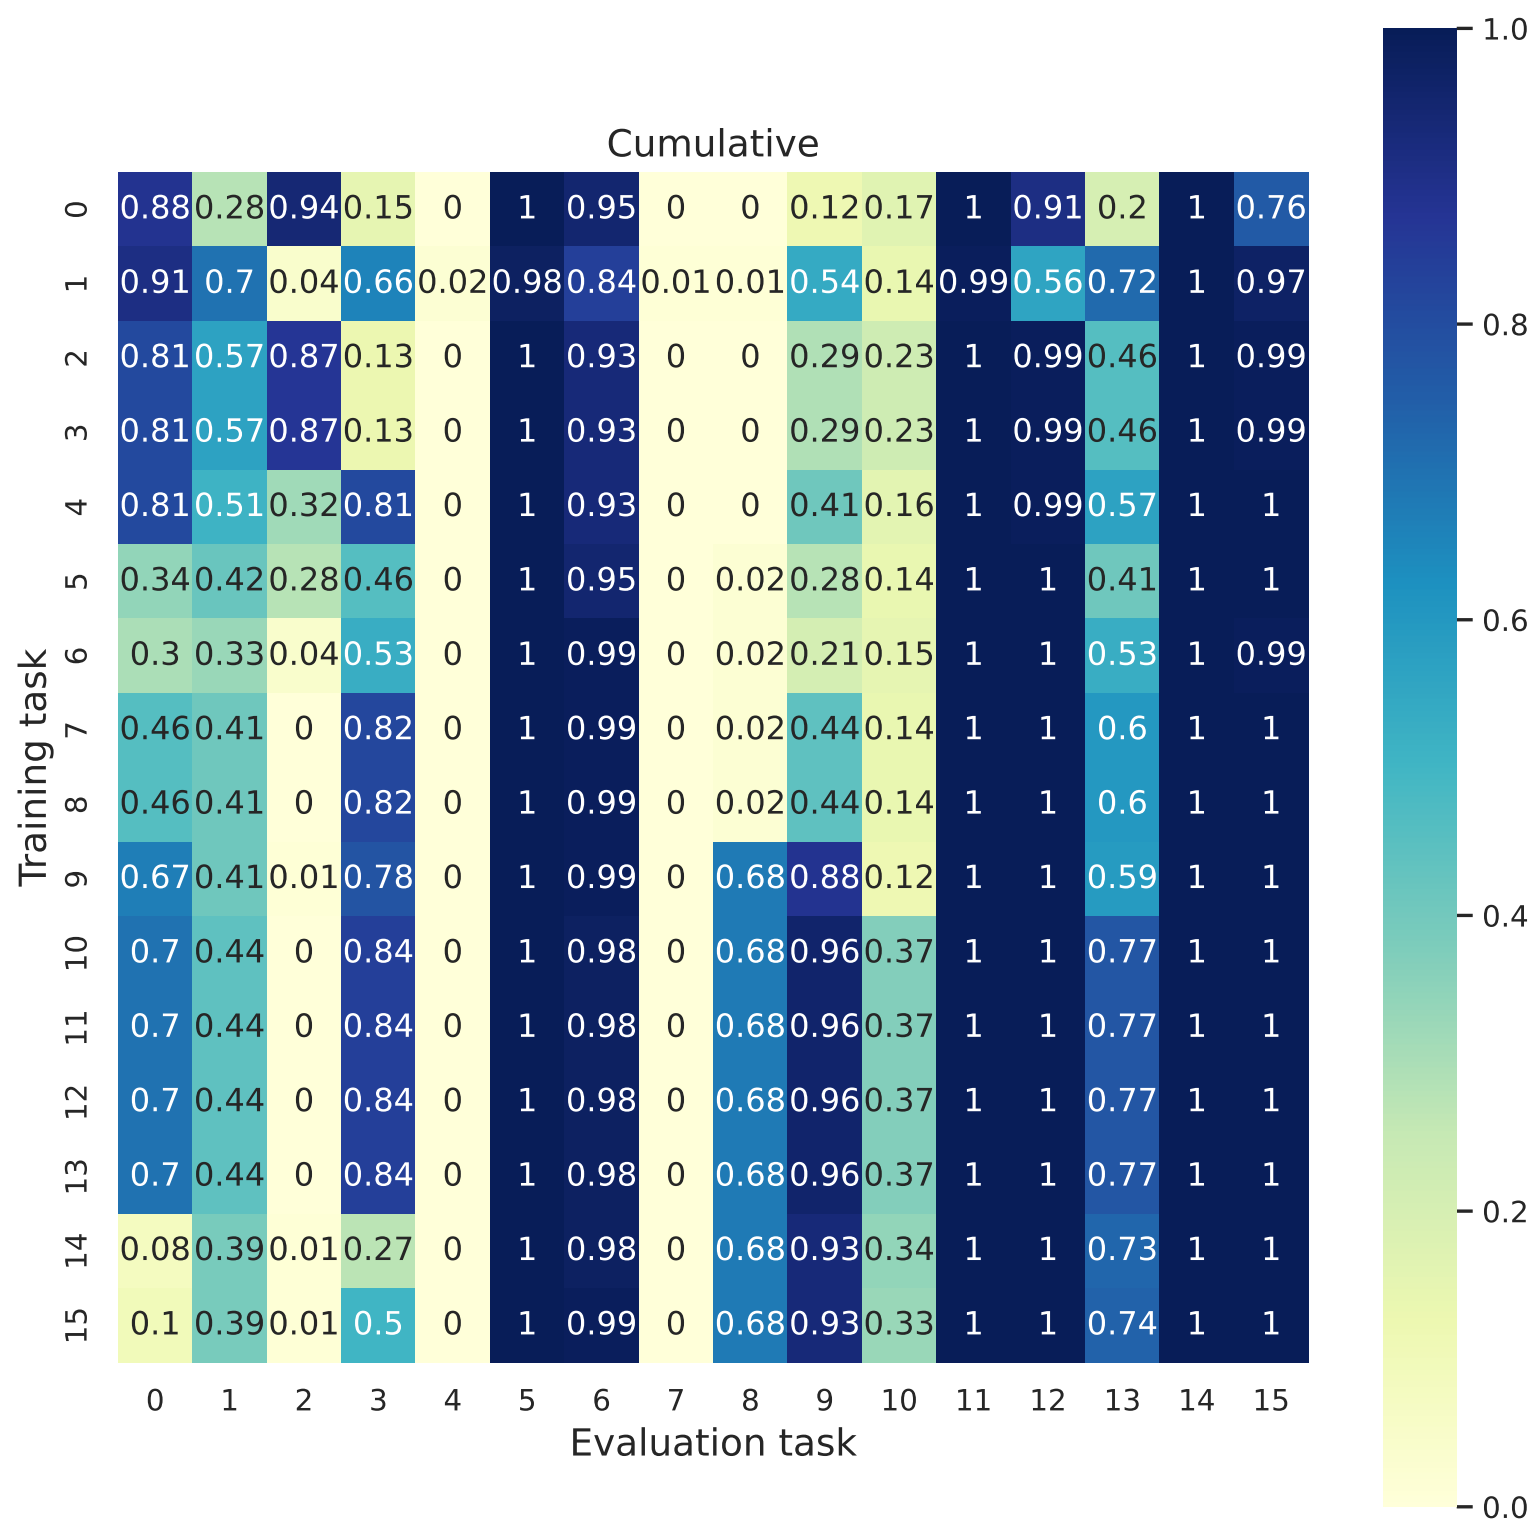 Cumulative
0 0.88 0.28 0.94 0.15 0 1 0.95 0 0 0.12 0.17 1 0.91 0.2 1 0.76
1 0.91 0.7 0.04 0.66 0.02 0.98 0.84 0.01 0.01 0.54 0.14 0.99 0.56 0.72 1 0.97
2 0.81 0.57 0.87 0.13 0 1 0.93 0 0 0.29 0.23 1 0.99 0.46 1 0.99
3 0.81 0.57 0.87 0.13 0 1 0.93 0 0 0.29 0.23 1 0.99 0.46 1 0.99
4 0.81 0.51 0.32 0.81 0 1 0.93 0 0 0.41 0.16 1 0.99 0.57 1 1
5 0.34 0.42 0.28 0.46 0 1 0.95 0 0.02 0.28 0.14 1 1 0.41 1 1
6 0.3 0.33 0.04 0.53 0 1 0.99 0 0.02 0.21 0.15 1 1 0.53 1 0.99
7 0.46 0.41 0 0.82 0 1 0.99 0 0.02 0.44 0.14 1 1 0.6 1 1
8 0.46 0.41 0 0.82 0 1 0.99 0 0.02 0.44 0.14 1 1 0.6 1 1
9 0.67 0.41 0.01 0.78 0 1 0.99 0 0.68 0.88 0.12 1 1 0.59 1 1
10 0.7 0.44 0 0.84 0 1 0.98 0 0.68 0.96 0.37 1 1 0.77 1 1
11 0.7 0.44 0 0.84 0 1 0.98 0 0.68 0.96 0.37 1 1 0.77 1 1
12 0.7 0.44 0 0.84 0 1 0.98 0 0.68 0.96 0.37 1 1 0.77 1 1
13 0.7 0.44 0 0.84 0 1 0.98 0 0.68 0.96 0.37 1 1 0.77 1 1
14 0.08 0.39 0.01 0.27 0 1 0.98 0 0.68 0.93 0.34 1 1 0.73 1 1
15 0.1 0.39 0.01 0.5 0 1 0.99 0 0.68 0.93 0.33 1 1 0.74 1 1
0 1 2 3 4 5 6 7 8 9 10 11 12 13 14 15
Evaluation task
Training task
1.0
0.8
0.6
0.4
0.2
0.0